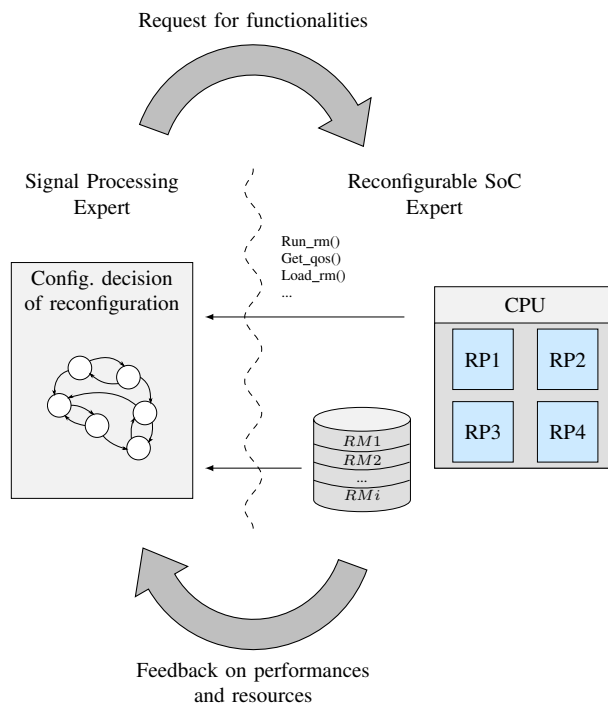 Request for functionalities
Signal Processing
Expert
Reconfigurable SoC
Expert
Run_rm()
Get_qos()
Load_rm()
...
Config. decision
of reconfiguration
CPU
RP1
RP2
RP3
RP4
RM1
RM2
...
RMi
Feedback on performances
and resources